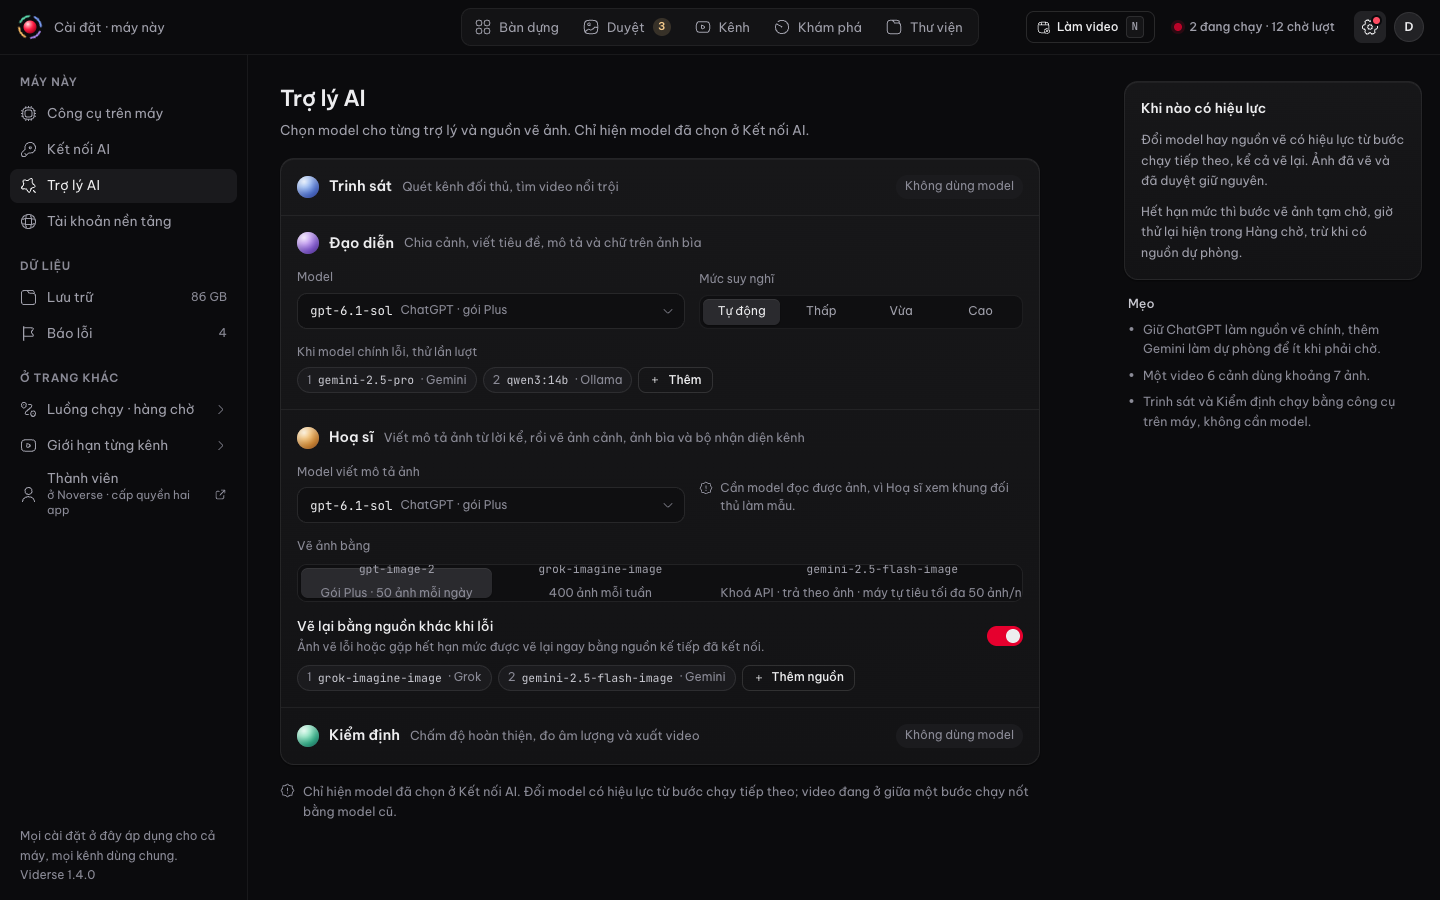 Cài đặt · máy này
Bàn dựng
Duyệt 3
Kênh
Khám phá
Thư viện
Làm video N
2 đang chạy · 12 chờ lượt
D
MÁY NÀY
Công cụ trên máy
Kết nối AI
Trợ lý AI
Tài khoản nền tảng
DỮ LIỆU
Lưu trữ 86 GB
Báo lỗi 4
Ở TRANG KHÁC
Luồng chạy · hàng chờ
Giới hạn từng kênh
Thành viên
ở Noverse · cấp quyền hai
app
Mọi cài đặt ở đây áp dụng cho cả
máy, mọi kênh dùng chung.
Viderse 1.4.0
Trợ lý AI
Chọn model cho từng trợ lý và nguồn vẽ ảnh. Chỉ hiện model đã chọn ở Kết nối AI.
Trinh sát Quét kênh đối thủ, tìm video nổi trội Không dùng model
Đạo diễn Chia cảnh, viết tiêu đề, mô tả và chữ trên ảnh bìa
Model
gpt-6.1-sol ChatGPT · gói Plus
Mức suy nghĩ
Tự động Thấp Vừa Cao
Khi model chính lỗi, thử lần lượt
1 gemini-2.5-pro · Gemini 2 qwen3:14b · Ollama + Thêm
Hoạ sĩ Viết mô tả ảnh từ lời kể, rồi vẽ ảnh cảnh, ảnh bìa và bộ nhận diện kênh
Model viết mô tả ảnh
gpt-6.1-sol ChatGPT · gói Plus
Cần model đọc được ảnh, vì Hoạ sĩ xem khung đối
thủ làm mẫu.
Vẽ ảnh bằng
gpt-image-2 grok-imagine-image gemini-2.5-flash-image
Gói Plus · 50 ảnh mỗi ngày 400 ảnh mỗi tuần Khoá API · trả theo ảnh · máy tự tiêu tối đa 50 ảnh/n
Vẽ lại bằng nguồn khác khi lỗi
Ảnh vẽ lỗi hoặc gặp hết hạn mức được vẽ lại ngay bằng nguồn kế tiếp đã kết nối.
1 grok-imagine-image · Grok 2 gemini-2.5-flash-image · Gemini + Thêm nguồn
Kiểm định Chấm độ hoàn thiện, đo âm lượng và xuất video Không dùng model
Chỉ hiện model đã chọn ở Kết nối AI. Đổi model có hiệu lực từ bước chạy tiếp theo; video đang ở giữa một bước chạy nốt
bằng model cũ.
Khi nào có hiệu lực
Đổi model hay nguồn vẽ có hiệu lực từ bước
chạy tiếp theo, kể cả vẽ lại. Ảnh đã vẽ và
đã duyệt giữ nguyên.
Hết hạn mức thì bước vẽ ảnh tạm chờ, giờ
thử lại hiện trong Hàng chờ, trừ khi có
nguồn dự phòng.
Mẹo
• Giữ ChatGPT làm nguồn vẽ chính, thêm
Gemini làm dự phòng để ít khi phải chờ.
• Một video 6 cảnh dùng khoảng 7 ảnh.
• Trinh sát và Kiểm định chạy bằng công cụ
trên máy, không cần model.